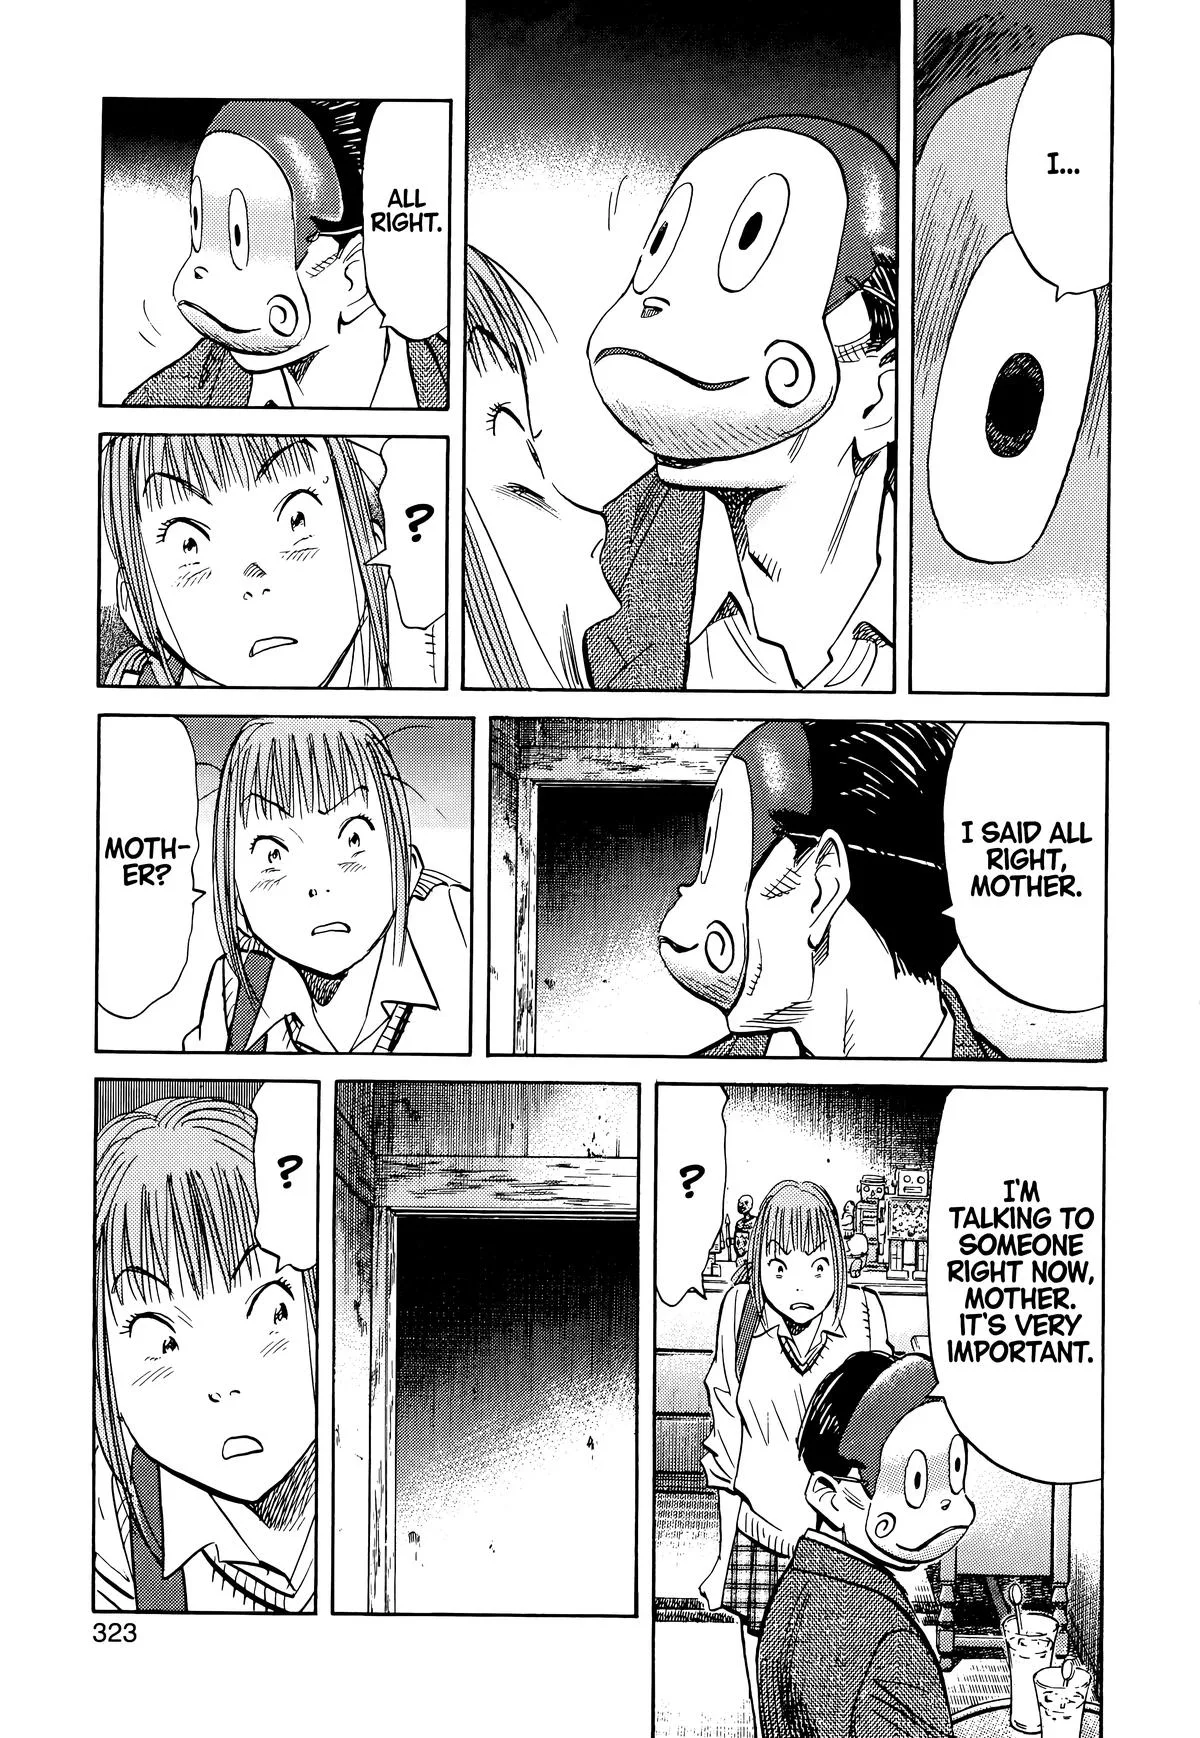 I...
ALL
RIGHT.
?
I SAID ALL
RIGHT,
MOTHER.
MOTH-
ER?
I'M
TALKING TO
SOMEONE
RIGHT NOW,
MOTHER.
IT'S VERY
IMPORTANT.
?
?
323